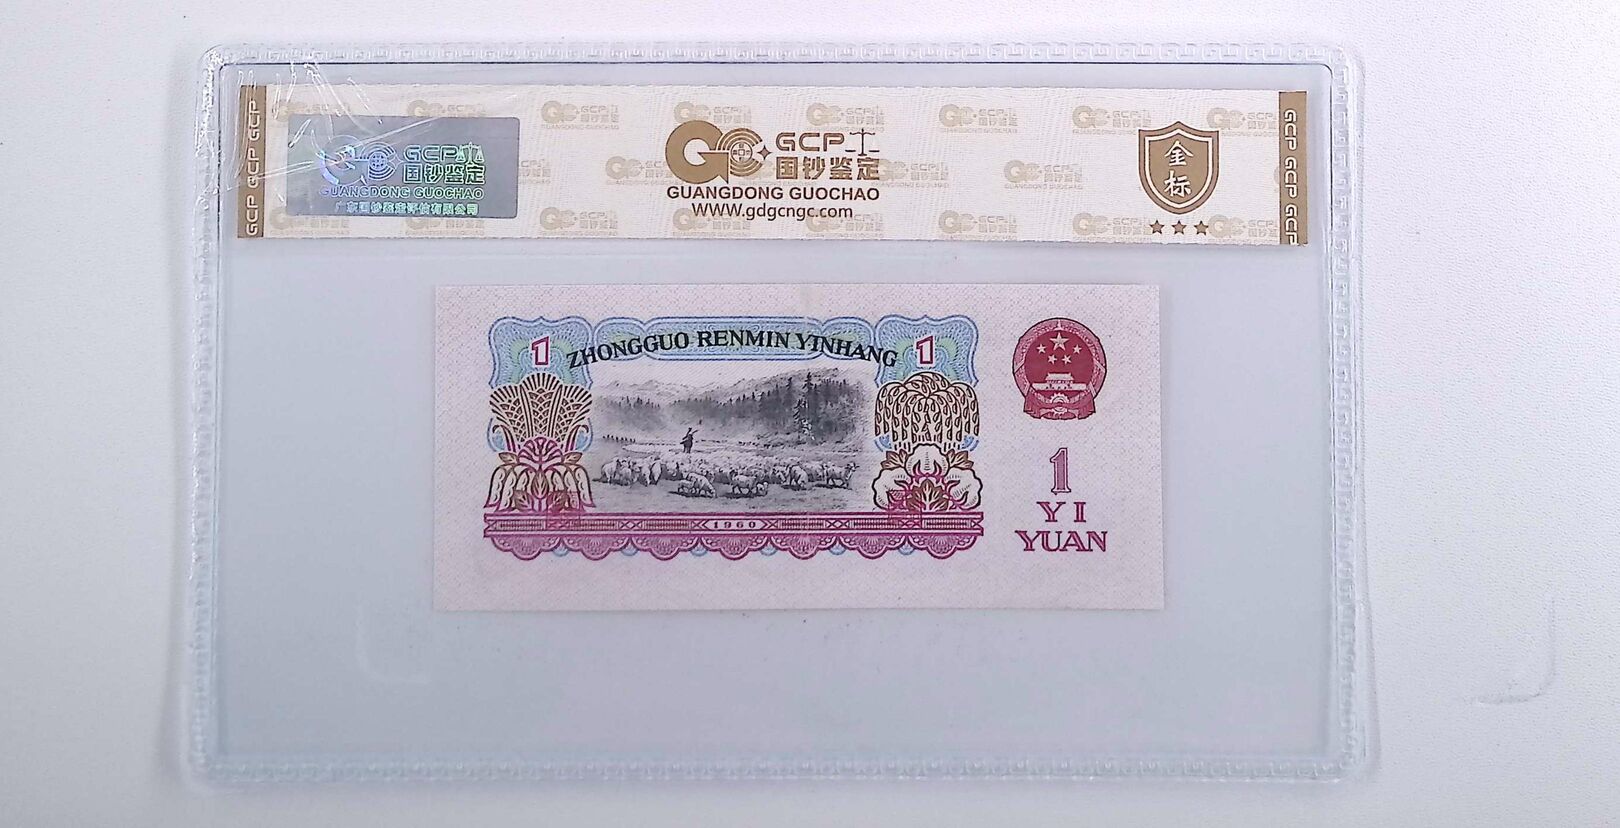 GCP GCP GCP
GCP
国钞鉴定
GUANGDONG GUOCHAO
广东国钞鉴定评估有限公司
GCP
国钞鉴定
GUANGDONG GUOCHAO
WWW.gdgcngc.com
金标
GCP GCP GCP
1 ZHONGGUO RENMIN YINHANG 1
1960
1
YI
YUAN